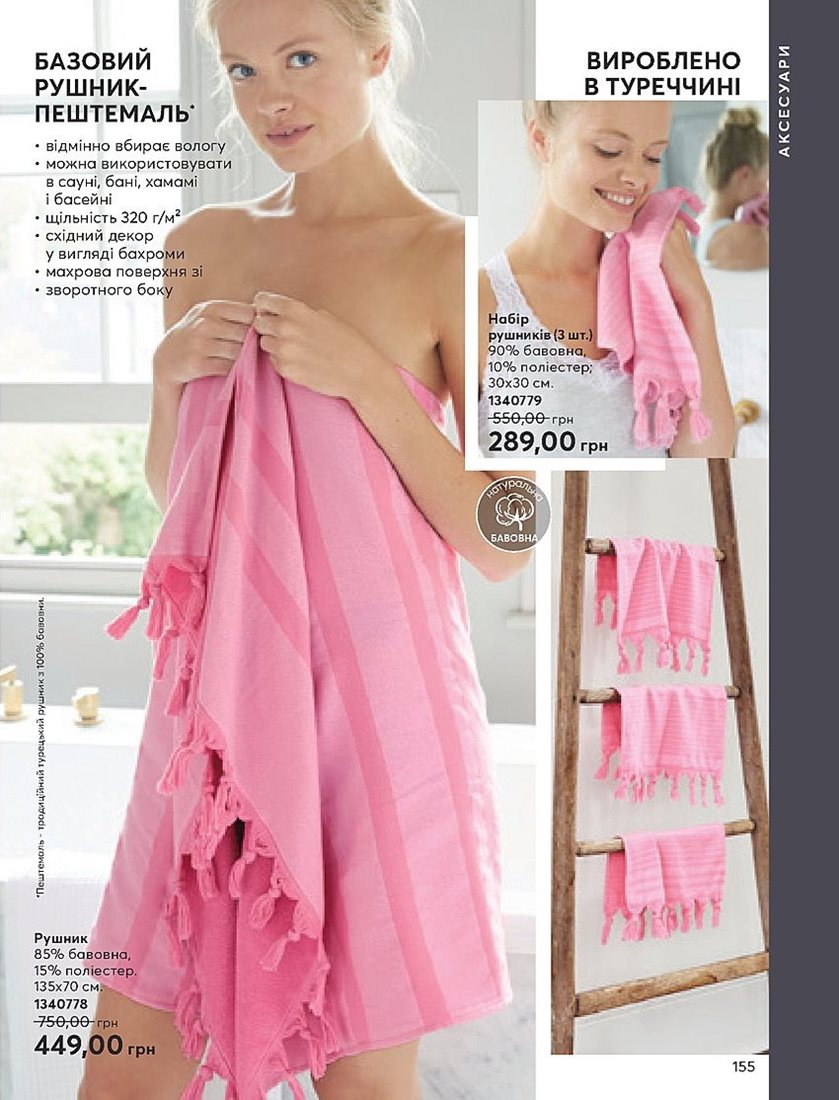 БАЗОВИЙ
РУШНИК-
ПЕШТЕМАЛЬ*
• відмінно вбирає вологу
• можна використовувати
в сауні, бані, хамамі
і басейні
• щільність 320 г/м²
• східний декор
у вигляді бахроми
• махрова поверхня зі
• зворотного боку
ВИРОБЛЕНО
В ТУРЕЧЧИНІ
АКСЕСУАРИ
Набір
рушників (3 шт.)
90% бавовна,
10% поліестер;
30х30 см.
1340779
550,00 грн
289,00 грн
натуральна
БАВОВНА
*Пештемаль - традиційний турецький рушник з 100% бавовни.
Рушник
85% бавовна,
15% поліестер.
135х70 см.
1340778
750,00 грн
449,00 грн
155